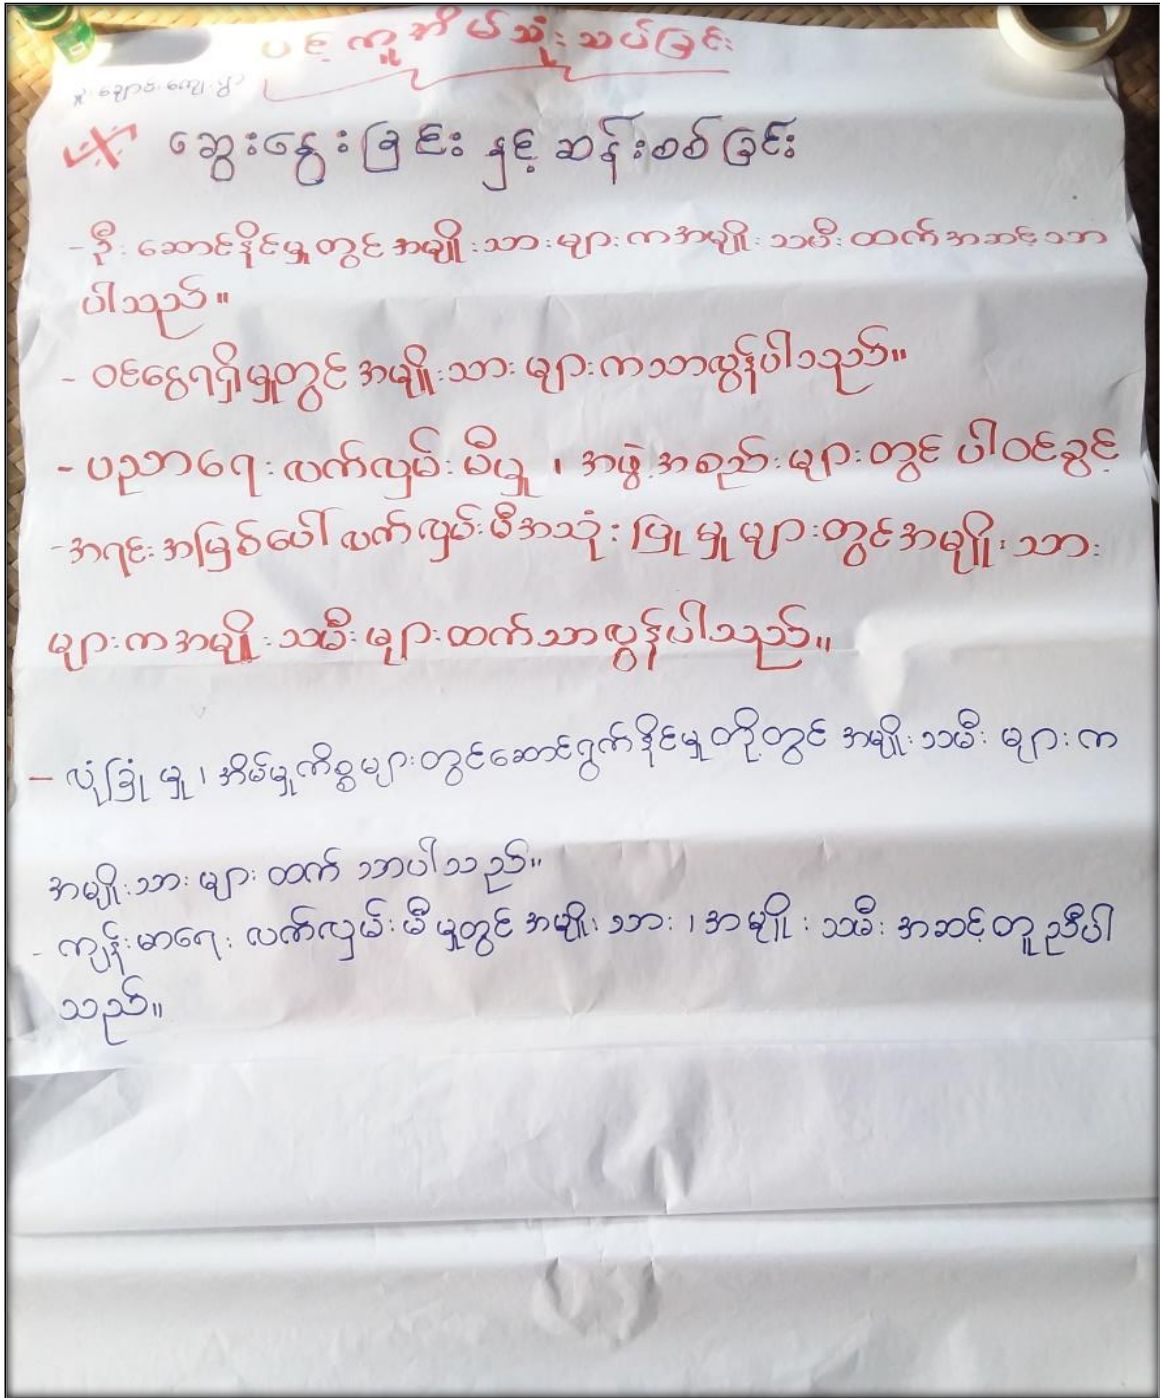 ပင့်ကူအိမ်သုံးသပ်ခြင်း
ဆွေးနွေးခြင်း နှင့် ဆန်းစစ်ခြင်း
- ဦးဆောင်နိုင်မှုတွင်အမျိုးသားများကအမျိုးသမီးထက်အဆင့်သာ
ပါသည်။
- ဝင်ငွေရရှိမှုတွင်အမျိုးသားများကသာလွန်ပါသည်။
- ပညာရေးလက်လှမ်းမီမှု ၊ အဖွဲ့အစည်းများတွင် ပါဝင်ခွင့်
- အရင်းအမြစ်ပေါ်လက်လှမ်းမီအသုံးပြုမှုများတွင်အမျိုးသား
များကအမျိုးသမီးများထက်သာလွန်ပါသည်။
- လုံခြုံမှု ၊ အိမ်မှုကိစ္စများတွင်ဆောင်ရွက်နိုင်မှုတို့တွင် အမျိုးသမီးများက
အမျိုးသားများထက် သာပါသည်။
- ကျန်းမာရေးလက်လှမ်းမီမှုတွင်အမျိုးသား ၊ အမျိုးသမီးအဆင့်တူညီပါ
သည်။